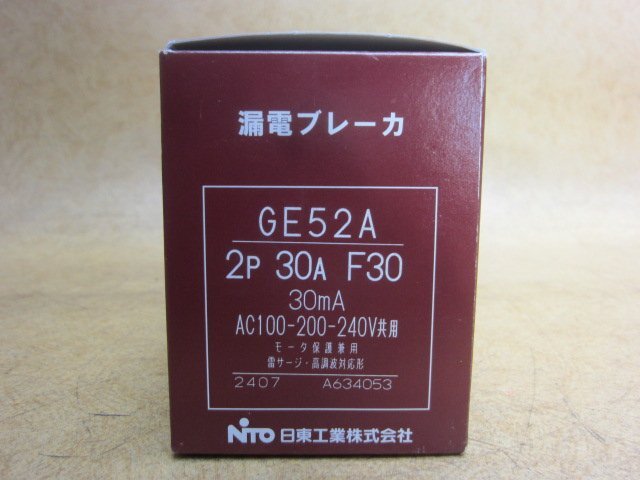 漏電ブレーカ
GE52A
2P 30A F30
30mA
AC100-200-240V共用
モータ保護兼用
雷サージ・高調波対応形
2407 A634053
NITO 日東工業株式会社